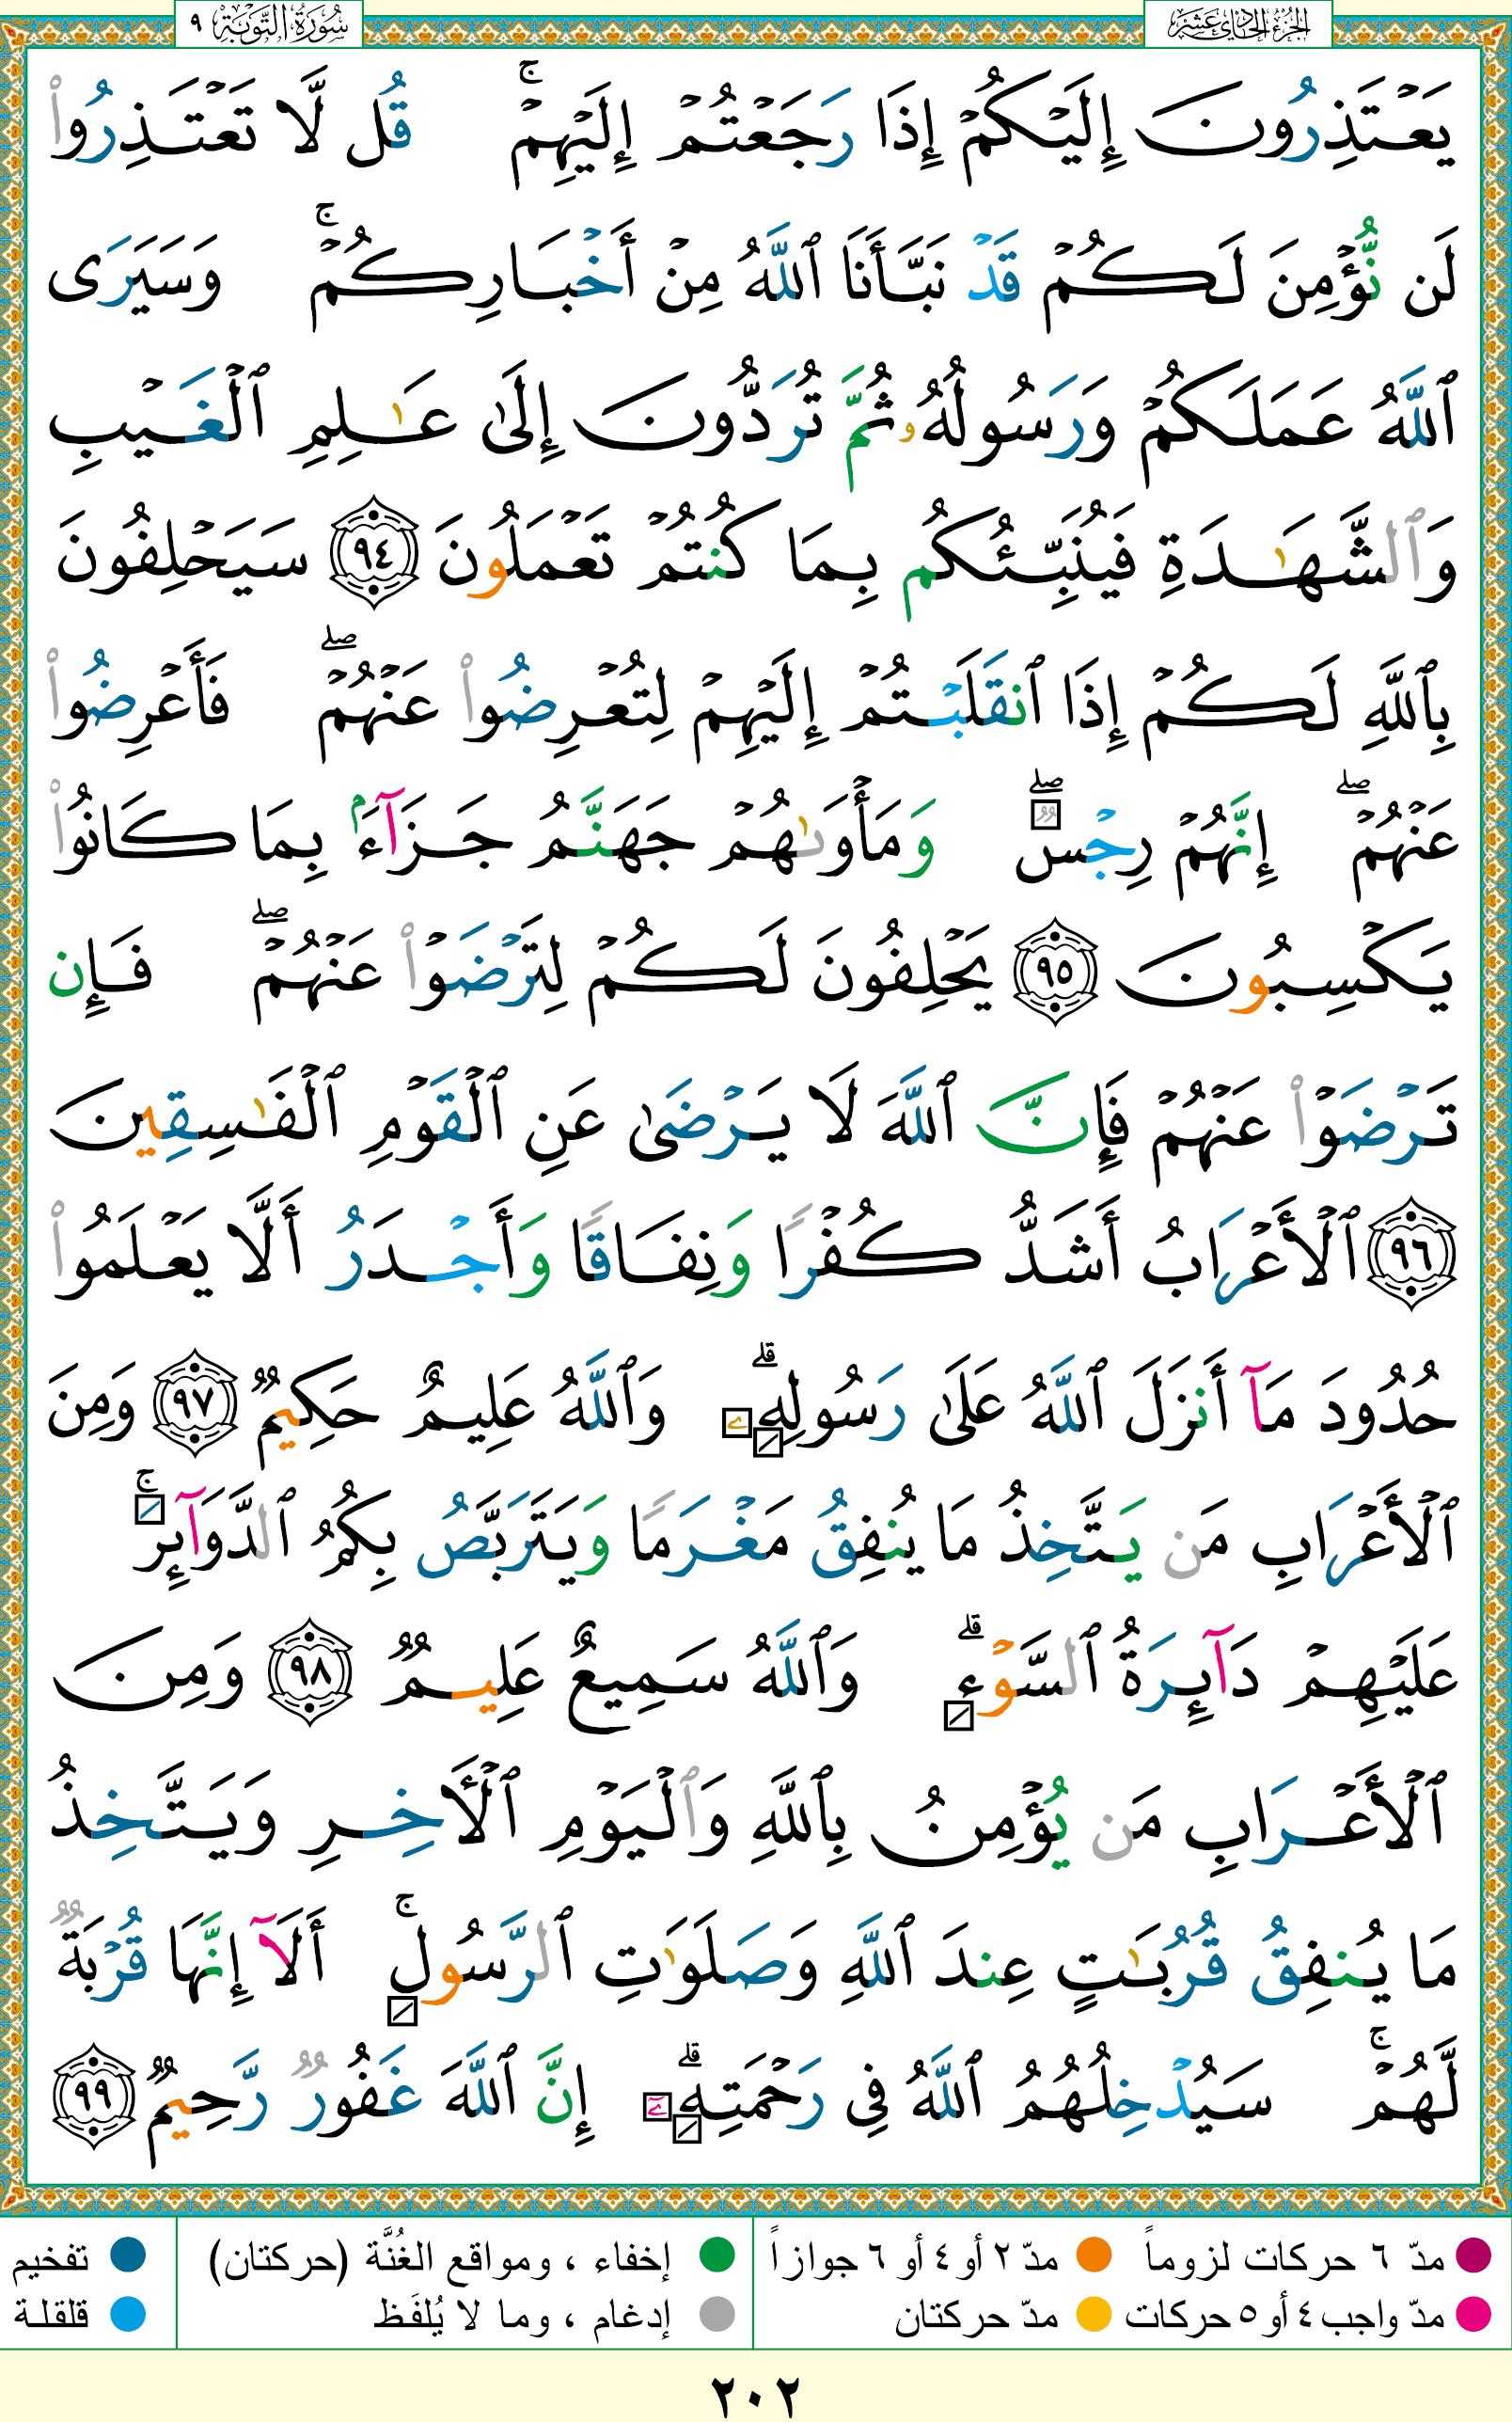 الجزء الحادي عشر
سورة التوبة ٩
يَعۡتَذِرُونَ إِلَيۡكُمۡ إِذَا رَجَعۡتُمۡ إِلَيۡهِمۡۚ قُل لَّا تَعۡتَذِرُواْ
لَن نُّؤۡمِنَ لَكُمۡ قَدۡ نَبَّأَنَا ٱللَّهُ مِنۡ أَخۡبَارِكُمۡۚ وَسَيَرَى
ٱللَّهُ عَمَلَكُمۡ وَرَسُولُهُۥ ثُمَّ تُرَدُّونَ إِلَىٰ عَٰلِمِ ٱلۡغَيۡبِ
وَٱلشَّهَٰدَةِ فَيُنَبِّئُكُم بِمَا كُنتُمۡ تَعۡمَلُونَ ٩٤ سَيَحۡلِفُونَ
بِٱللَّهِ لَكُمۡ إِذَا ٱنقَلَبۡتُمۡ إِلَيۡهِمۡ لِتُعۡرِضُواْ عَنۡهُمۡۖ فَأَعۡرِضُواْ
عَنۡهُمۡۖ إِنَّهُمۡ رِجۡسٞۖ وَمَأۡوَىٰهُمۡ جَهَنَّمُ جَزَآءَۢ بِمَا كَانُواْ
يَكۡسِبُونَ ٩٥ يَحۡلِفُونَ لَكُمۡ لِتَرۡضَوۡاْ عَنۡهُمۡۖ فَإِن
تَرۡضَوۡاْ عَنۡهُمۡ فَإِنَّ ٱللَّهَ لَا يَرۡضَىٰ عَنِ ٱلۡقَوۡمِ ٱلۡفَٰسِقِينَ
٩٦ ٱلۡأَعۡرَابُ أَشَدُّ كُفۡرٗا وَنِفَاقٗا وَأَجۡدَرُ أَلَّا يَعۡلَمُواْ
حُدُودَ مَآ أَنزَلَ ٱللَّهُ عَلَىٰ رَسُولِهِۦۗ وَٱللَّهُ عَلِيمٌ حَكِيمٞ ٩٧ وَمِنَ
ٱلۡأَعۡرَابِ مَن يَتَّخِذُ مَا يُنفِقُ مَغۡرَمٗا وَيَتَرَبَّصُ بِكُمُ ٱلدَّوَآئِرَۚ
عَلَيۡهِمۡ دَآئِرَةُ ٱلسَّوۡءِۗ وَٱللَّهُ سَمِيعٌ عَلِيمٞ ٩٨ وَمِنَ
ٱلۡأَعۡرَابِ مَن يُؤۡمِنُ بِٱللَّهِ وَٱلۡيَوۡمِ ٱلۡأٓخِرِ وَيَتَّخِذُ
مَا يُنفِقُ قُرُبَٰتٍ عِندَ ٱللَّهِ وَصَلَوَٰتِ ٱلرَّسُولِۚ أَلَآ إِنَّهَا قُرۡبَةٞ
لَّهُمۡۚ سَيُدۡخِلُهُمُ ٱللَّهُ فِي رَحۡمَتِهِۦٓۗ إِنَّ ٱللَّهَ غَفُورٞ رَّحِيمٞ ٩٩
مدّ ٦ حركات لزوماً مدّ ٢ أو ٤ أو ٦ جوازاً إخفاء ، ومواقع الغُنَّة (حركتان) تفخيم
مدّ واجب ٤ أو ٥ حركات مدّ حركتان إدغام ، وما لا يُلفَظ قلقلة
٢٠٢